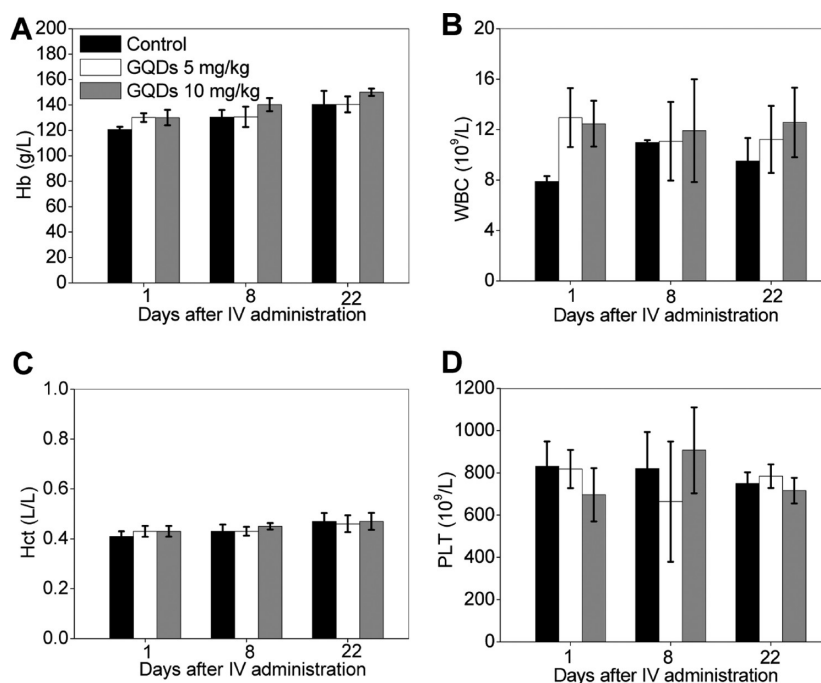 A
Control
GQDs 5 mg/kg
GQDs 10 mg/kg
200
180
160
140
120
100
80
60
40
20
0
Hb (g/L)
1 8 22
Days after IV administration
B
20
16
12
8
4
0
WBC (10⁹/L)
1 8 22
Days after IV administration
C
1.0
0.8
0.6
0.4
0.2
0.0
Hct (L/L)
1 8 22
Days after IV administration
D
1200
1000
800
600
400
200
0
PLT (10⁹/L)
1 8 22
Days after IV administration